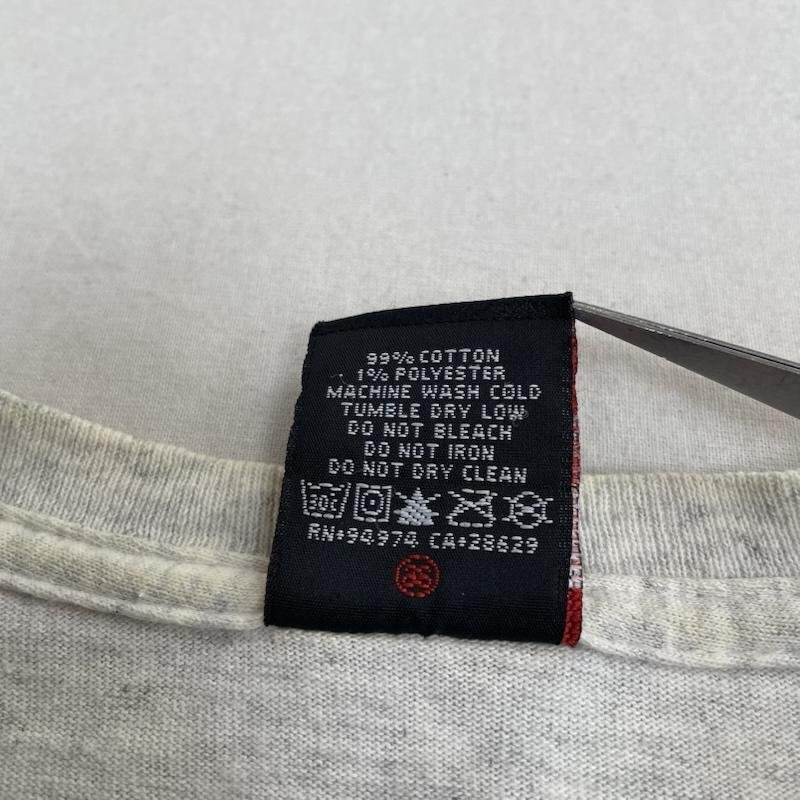 99% COTTON
1% POLYESTER
MACHINE WASH COLD
TUMBLE DRY LOW
DO NOT BLEACH
DO NOT IRON
DO NOT DRY CLEAN
30C
RN#94974 CA#28629